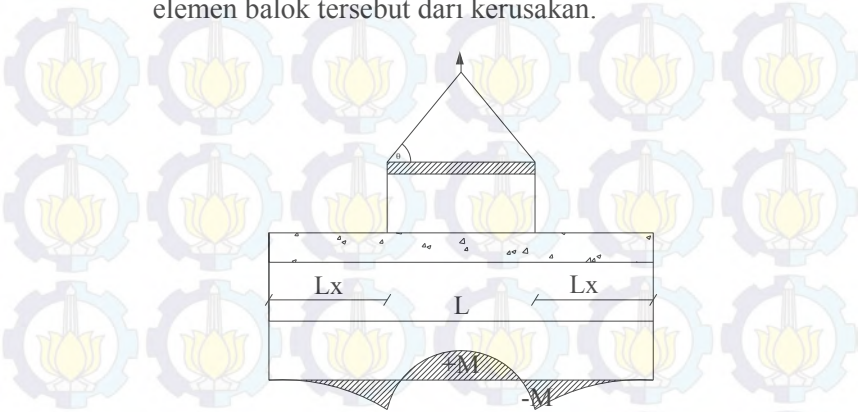 elemen balok tersebut dari kerusakan.
θ
Lx
L
Lx
+M
-M